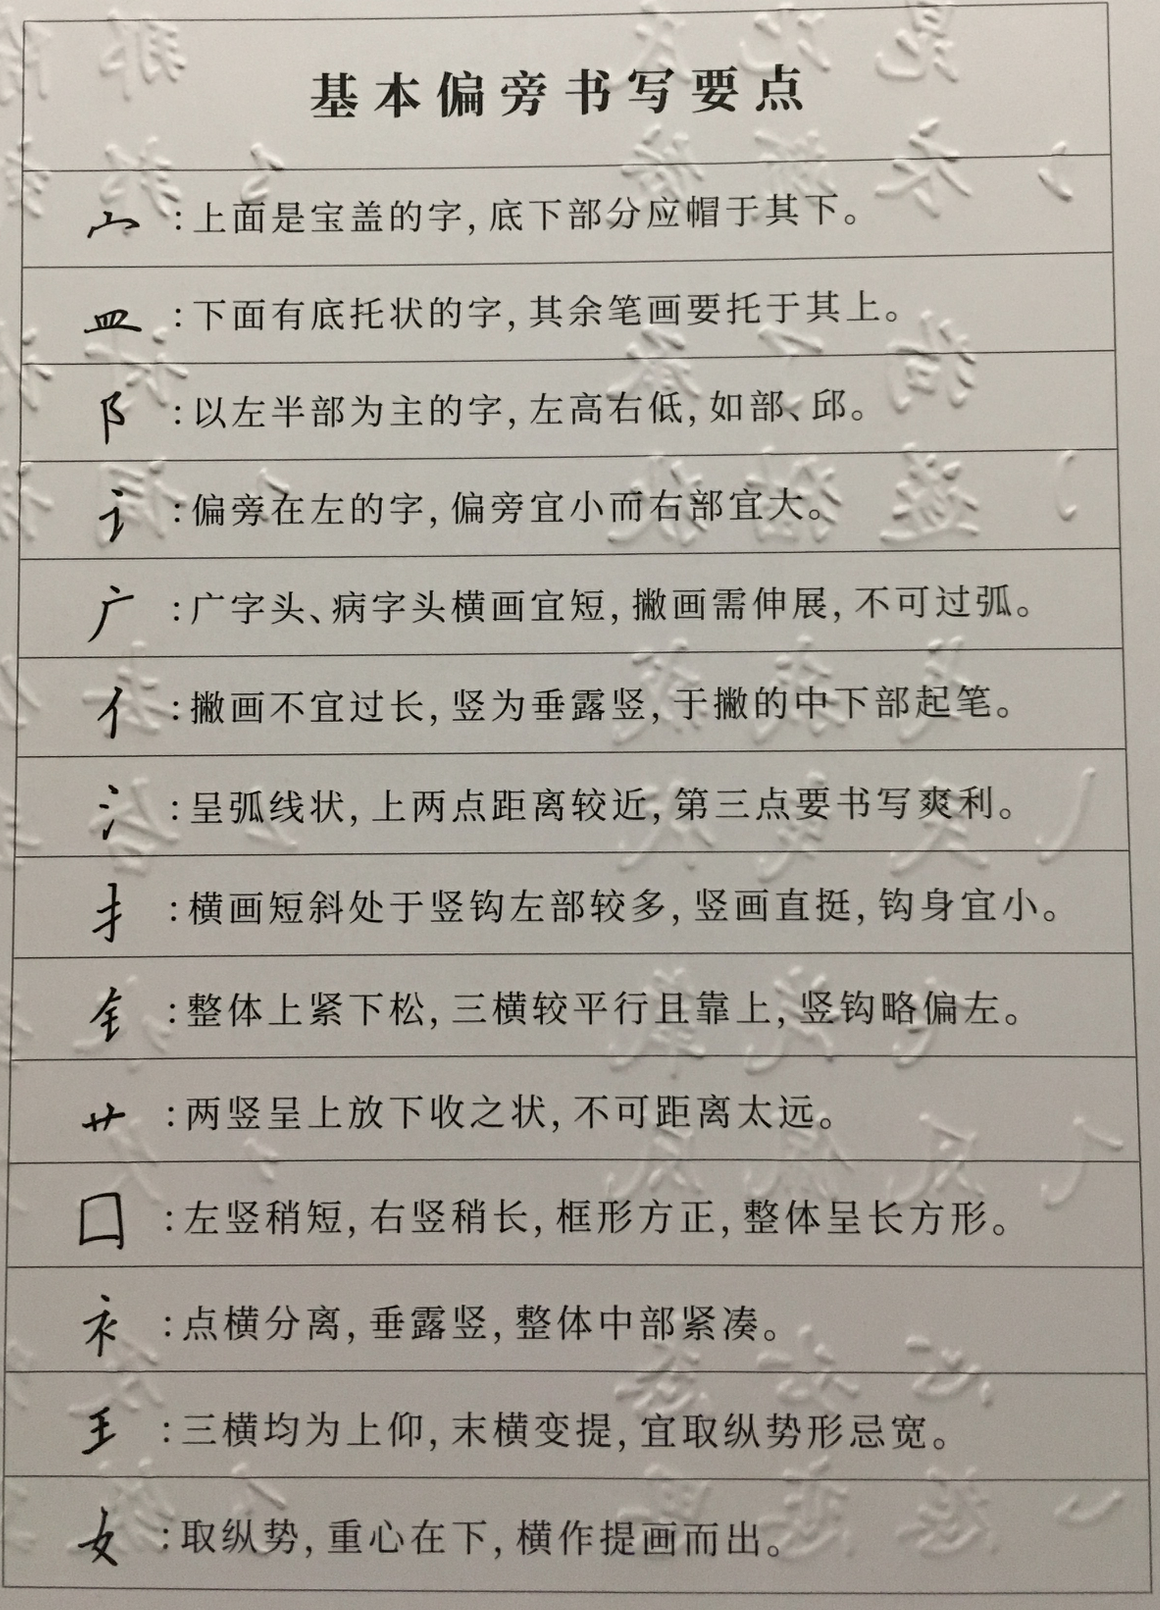 基本偏旁书写要点
宀：上面是宝盖的字，底下部分应帽于其下。
皿：下面有底托状的字，其余笔画要托于其上。
阝：以左半部为主的字，左高右低，如部、邱。
讠：偏旁在左的字，偏旁宜小而右部宜大。
广：广字头、病字头横画宜短，撇画需伸展，不可过弧。
亻：撇画不宜过长，竖为垂露竖，于撇的中下部起笔。
氵：呈弧线状，上两点距离较近，第三点要书写爽利。
扌：横画短斜处于竖钩左部较多，竖画直挺，钩身宜小。
钅：整体上紧下松，三横较平行且靠上，竖钩略偏左。
艹：两竖呈上放下收之状，不可距离太远。
囗：左竖稍短，右竖稍长，框形方正，整体呈长方形。
礻：点横分离，垂露竖，整体中部紧凑。
王：三横均为上仰，末横变提，宜取纵势形忌宽。
女：取纵势，重心在下，横作提画而出。